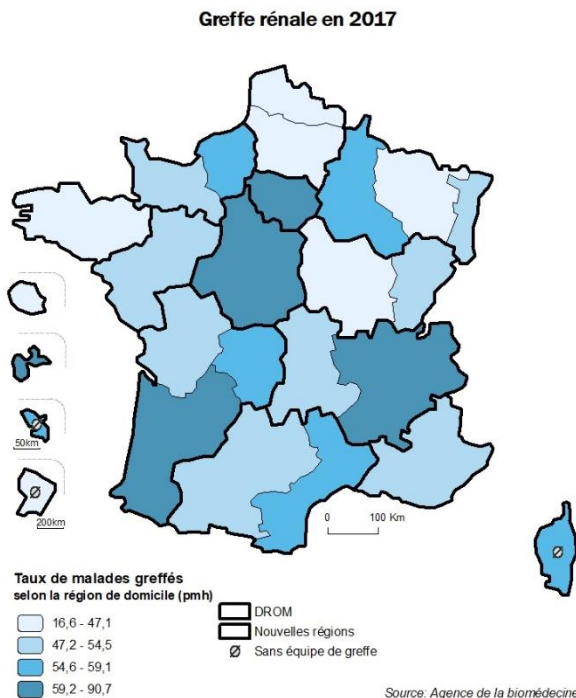 Greffe rénale en 2017
50km
200km
0 100 Km
Taux de malades greffés
selon la région de domicile (pmh)
16,6 - 47,1
47,2 - 54,5
54,6 - 59,1
59,2 - 90,7
DROM
Nouvelles régions
Sans équipe de greffe
Source: Agence de la biomédecine